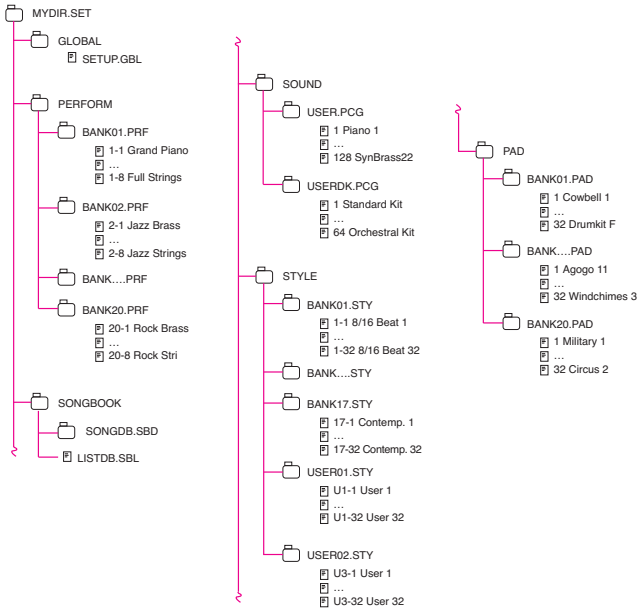 MYDIR.SET
GLOBAL
SETUP.GBL
PERFORM
BANK01.PRF
1-1 Grand Piano
…
1-8 Full Strings
BANK02.PRF
2-1 Jazz Brass
…
2-8 Jazz Strings
BANK….PRF
BANK20.PRF
20-1 Rock Brass
…
20-8 Rock Stri
SONGBOOK
SONGDB.SBD
LISTDB.SBL
SOUND
USER.PCG
1 Piano 1
…
128 SynBrass22
USERDK.PCG
1 Standard Kit
…
64 Orchestral Kit
STYLE
BANK01.STY
1-1 8/16 Beat 1
…
1-32 8/16 Beat 32
BANK….STY
BANK17.STY
17-1 Contemp. 1
…
17-32 Contemp. 32
USER01.STY
U1-1 User 1
…
U1-32 User 32
USER02.STY
U3-1 User 1
…
U3-32 User 32
PAD
BANK01.PAD
1 Cowbell 1
…
32 Drumkit F
BANK….PAD
1 Agogo 11
…
32 Windchimes 3
BANK20.PAD
1 Military 1
…
32 Circus 2